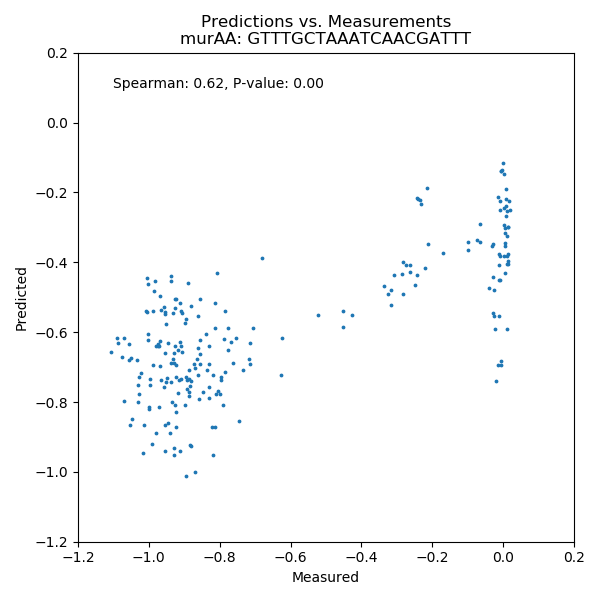 Predictions vs. Measurements
murAA: GTTTGCTAAATCAACGATTT
Spearman: 0.62, P-value: 0.00
0.2
0.0
−0.2
−0.4
−0.6
−0.8
−1.0
−1.2
Predicted
−1.2 −1.0 −0.8 −0.6 −0.4 −0.2 0.0 0.2
Measured